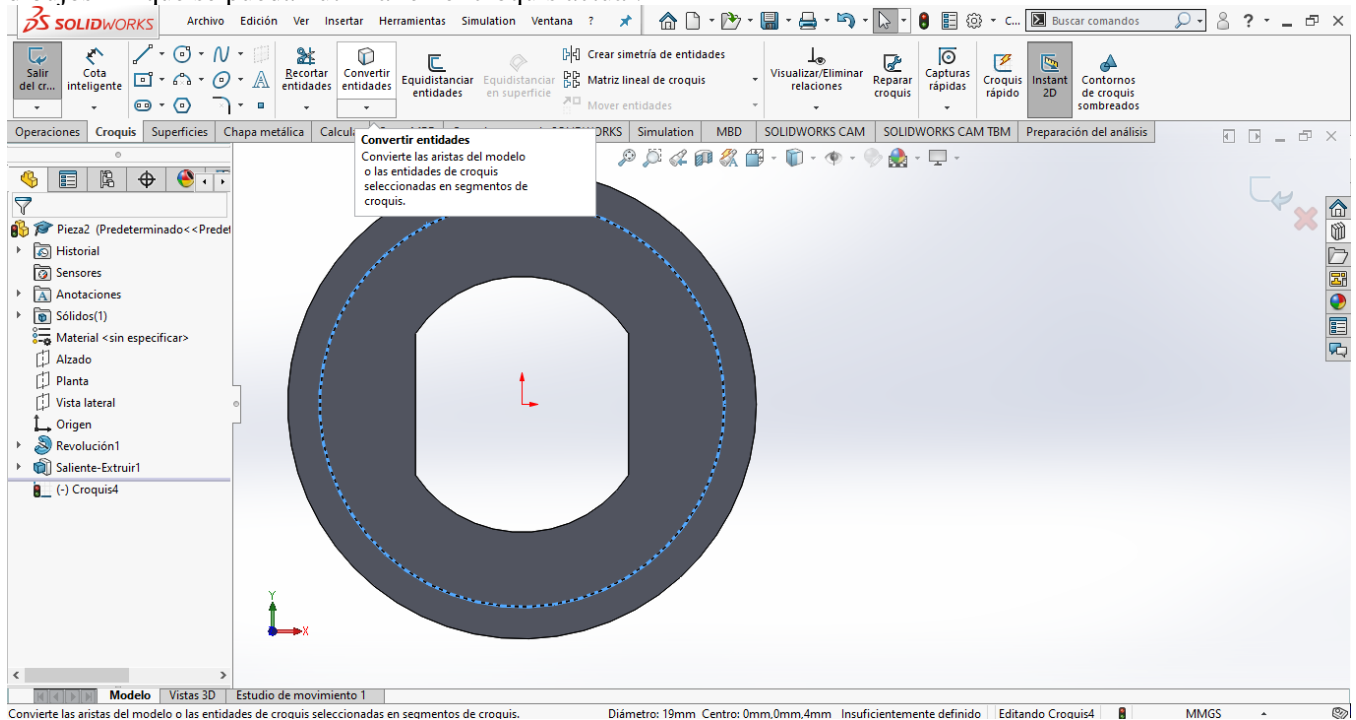 SOLIDWORKS
Archivo Edición Ver Insertar Herramientas Simulation Ventana ?
C...
Buscar comandos
?
Salir del cr...
Cota inteligente
Recortar entidades
Convertir entidades
Equidistanciar entidades
Equidistanciar en superficie
Crear simetría de entidades
Matriz lineal de croquis
Mover entidades
Visualizar/Eliminar relaciones
Reparar croquis
Capturas rápidas
Croquis rápido
Instant 2D
Contornos de croquis sombreados
Operaciones Croquis Superficies Chapa metálica Simulation MBD SOLIDWORKS CAM SOLIDWORKS CAM TBM Preparación del análisis
Convertir entidades
Convierte las aristas del modelo
o las entidades de croquis
seleccionadas en segmentos de
croquis.
Pieza2 (Predeterminado<<Predet
Historial
Sensores
Anotaciones
Sólidos(1)
Material <sin especificar>
Alzado
Planta
Vista lateral
Origen
Revolución1
Saliente-Extruir1
(-) Croquis4
Y
X
Modelo Vistas 3D Estudio de movimiento 1
Convierte las aristas del modelo o las entidades de croquis seleccionadas en segmentos de croquis. Diámetro: 19mm Centro: 0mm,0mm,4mm Insuficientemente definido Editando Croquis4 MMGS